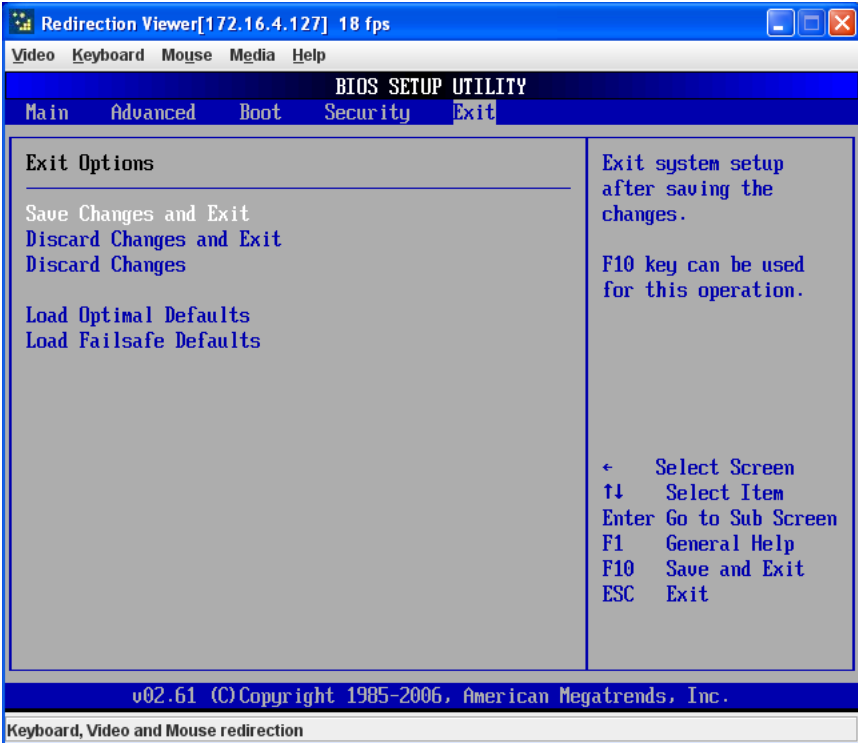 Redirection Viewer[172.16.4.127] 18 fps
Video Keyboard Mouse Media Help
BIOS SETUP UTILITY
Main Advanced Boot Security Exit
Exit Options
Save Changes and Exit
Discard Changes and Exit
Discard Changes
Load Optimal Defaults
Load Failsafe Defaults
Exit system setup
after saving the
changes.
F10 key can be used
for this operation.
← Select Screen
↑↓ Select Item
Enter Go to Sub Screen
F1 General Help
F10 Save and Exit
ESC Exit
v02.61 (C)Copyright 1985-2006, American Megatrends, Inc.
Keyboard, Video and Mouse redirection